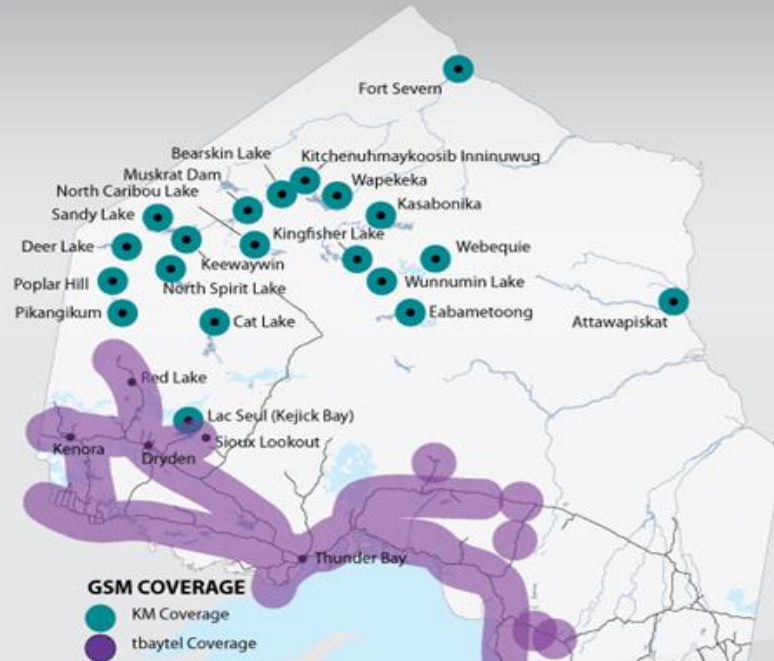 Fort Severn
Bearskin Lake
Kitchenuhmaykoosib Inninuwug
Muskrat Dam
Wapekeka
North Caribou Lake
Kasabonika
Sandy Lake
Kingfisher Lake
Deer Lake
Webequie
Keewaywin
Poplar Hill
Wunnumin Lake
North Spirit Lake
Pikangikum
Eabametoong
Cat Lake
Attawapiskat
Red Lake
Lac Seul (Kejick Bay)
Sioux Lookout
Kenora
Dryden
Thunder Bay
GSM COVERAGE
KM Coverage
tbaytel Coverage